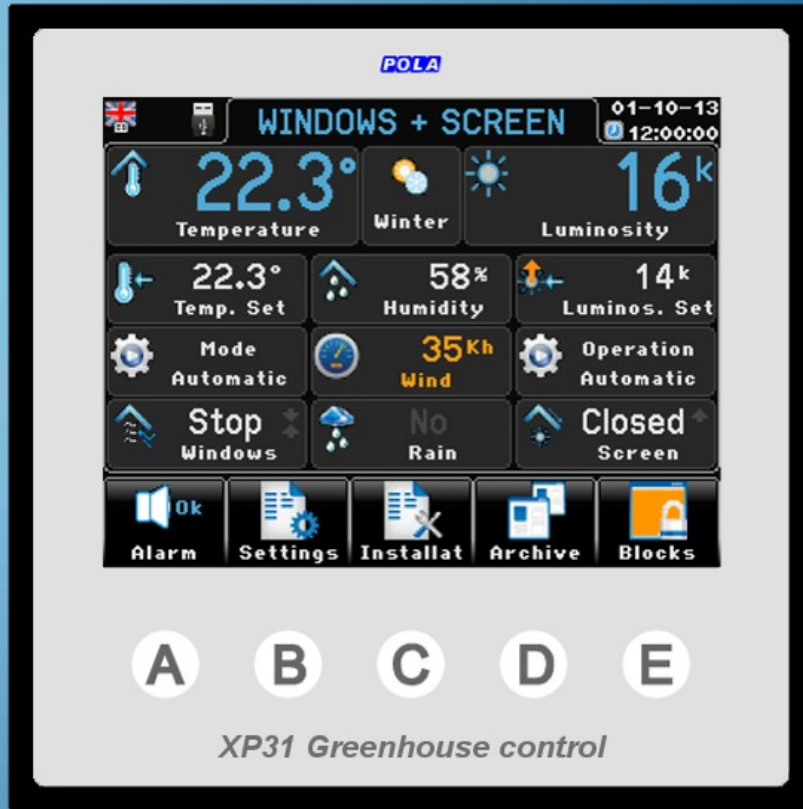 POLA
WINDOWS + SCREEN
01-10-13
12:00:00
22.3°
Temperature
Winter
16k
Luminosity
22.3°
Temp. Set
58%
Humidity
14k
Luminos. Set
Mode
Automatic
35Kh
Wind
Operation
Automatic
Stop
Windows
No
Rain
Closed
Screen
Ok
Alarm
Settings
Installat
Archive
Blocks
A B C D E
XP31 Greenhouse control